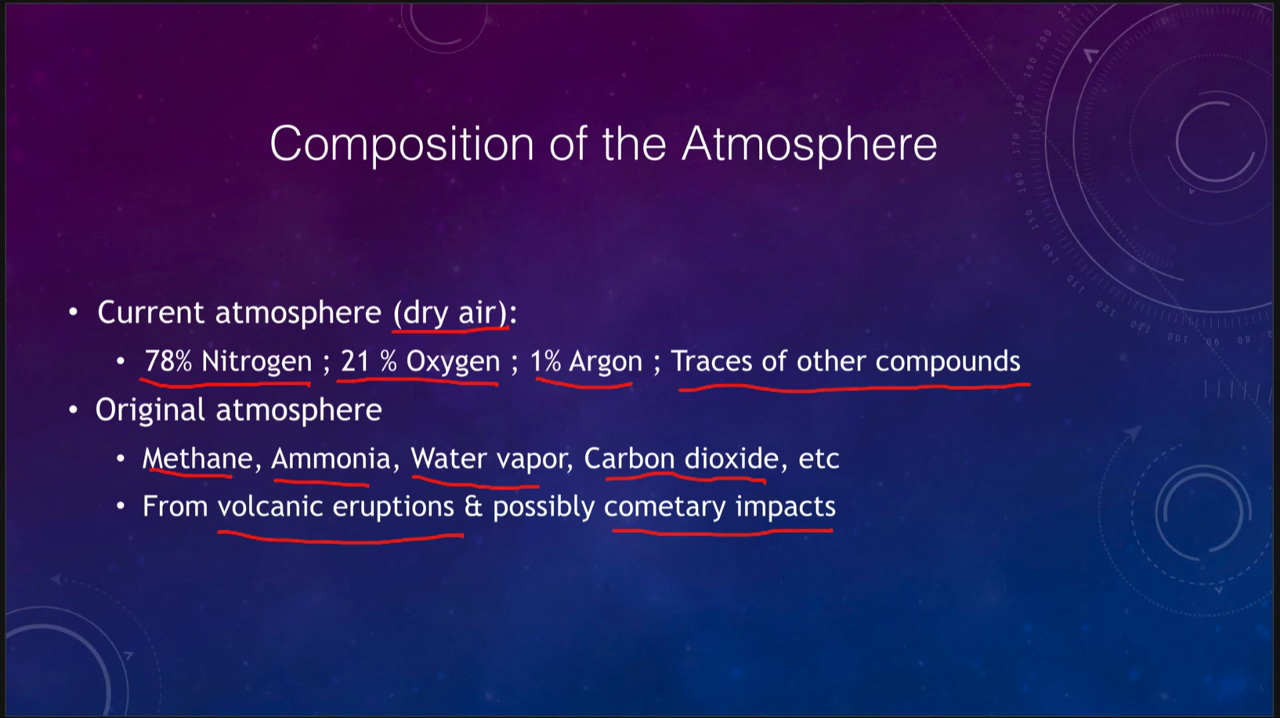 Composition of the Atmosphere
• Current atmosphere (dry air):
• 78% Nitrogen ; 21 % Oxygen ; 1% Argon ; Traces of other compounds
• Original atmosphere
• Methane, Ammonia, Water vapor, Carbon dioxide, etc
• From volcanic eruptions & possibly cometary impacts